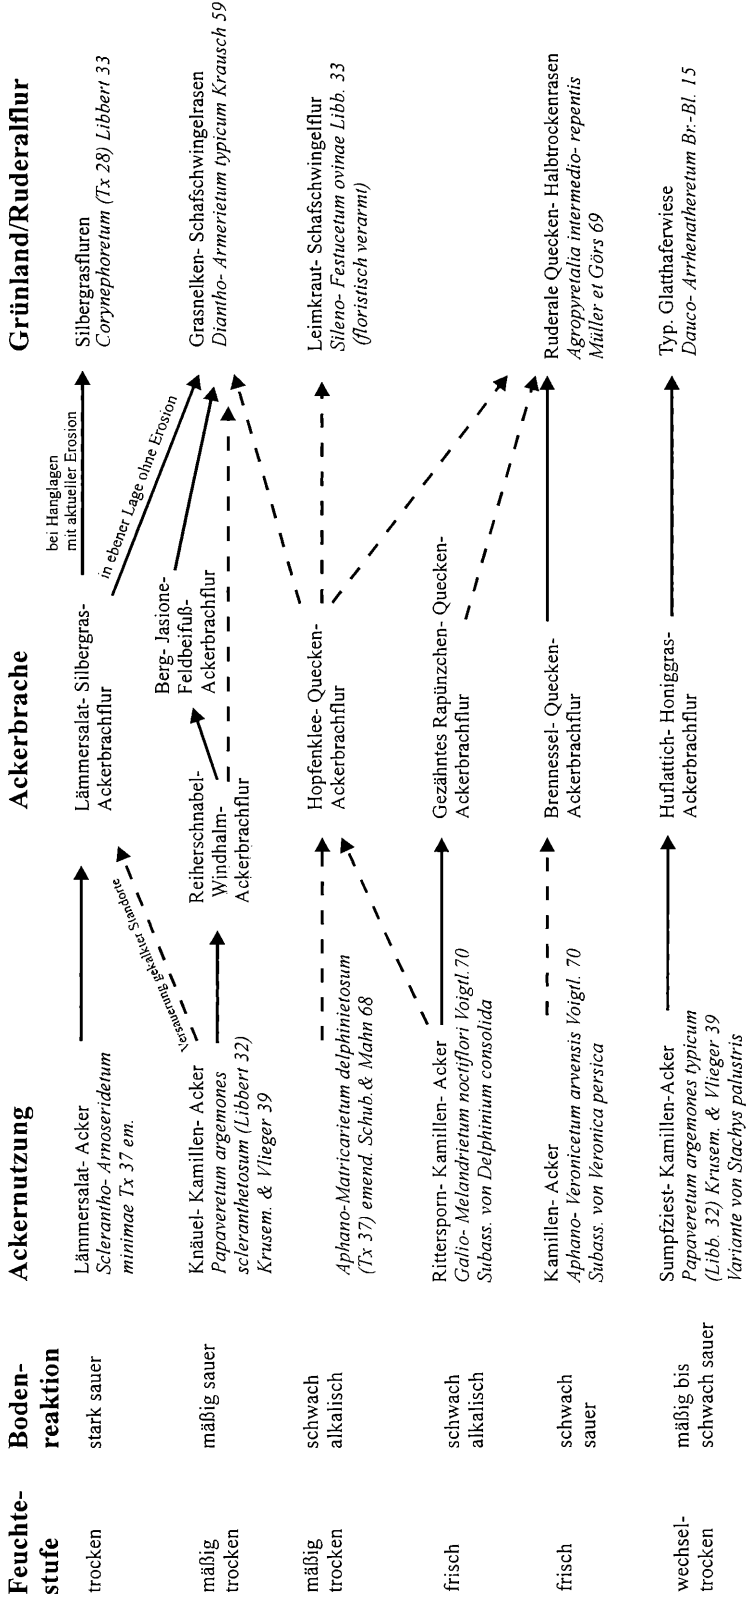 Feuchte-
stufe
Boden-
reaktion
Ackernutzung
Ackerbrache
Grünland/Ruderalflur
trocken
stark sauer
Lämmersalat- Acker
Sclerantho- Arnoseridetum
minimae Tx 37 em.
Lämmersalat- Silbergras-
Ackerbrachflur
bei Hanglagen
mit aktueller Erosion
in ebener Lage ohne Erosion
Silbergrasfluren
Corynephoretum (Tx 28) Libbert 33
Versauerung gekalkter Standorte
mäßig
trocken
mäßig sauer
Knäuel- Kamillen- Acker
Papaveretum argemones
scleranthetosum (Libbert 32)
Krusem. & Vlieger 39
Reiherschnabel-
Windhalm-
Ackerbrachflur
Berg- Jasione-
Feldbeifuß-
Ackerbrachflur
Grasnelken- Schafschwingelrasen
Diantho- Armerietum typicum Krausch 59
mäßig
trocken
schwach
alkalisch
Aphano-Matricarietum delphinietosum
(Tx 37) emend. Schub.& Mahn 68
Hopfenklee- Quecken-
Ackerbrachflur
Leimkraut- Schafschwingelflur
Sileno- Festucetum ovinae Libb. 33
(floristisch verarmt)
frisch
schwach
alkalisch
Rittersporn- Kamillen- Acker
Galio- Melandrietum noctiflori Voigtl.70
Subass. von Delphinium consolida
Gezähntes Rapünzchen- Quecken-
Ackerbrachflur
frisch
schwach
sauer
Kamillen- Acker
Aphano- Veronicetum arvensis Voigtl. 70
Subass. von Veronica persica
Brennessel- Quecken-
Ackerbrachflur
Ruderale Quecken- Halbtrockenrasen
Agropyretalia intermedio- repentis
Müller et Görs 69
wechsel-
trocken
mäßig bis
schwach sauer
Sumpfziest- Kamillen-Acker
Papaveretum argemones typicum
(Libb. 32) Krusem. & Vlieger 39
Variante von Stachys palustris
Huflattich- Honiggras-
Ackerbrachflur
Typ. Glatthaferwiese
Dauco- Arrhenatheretum Br.-Bl. 15